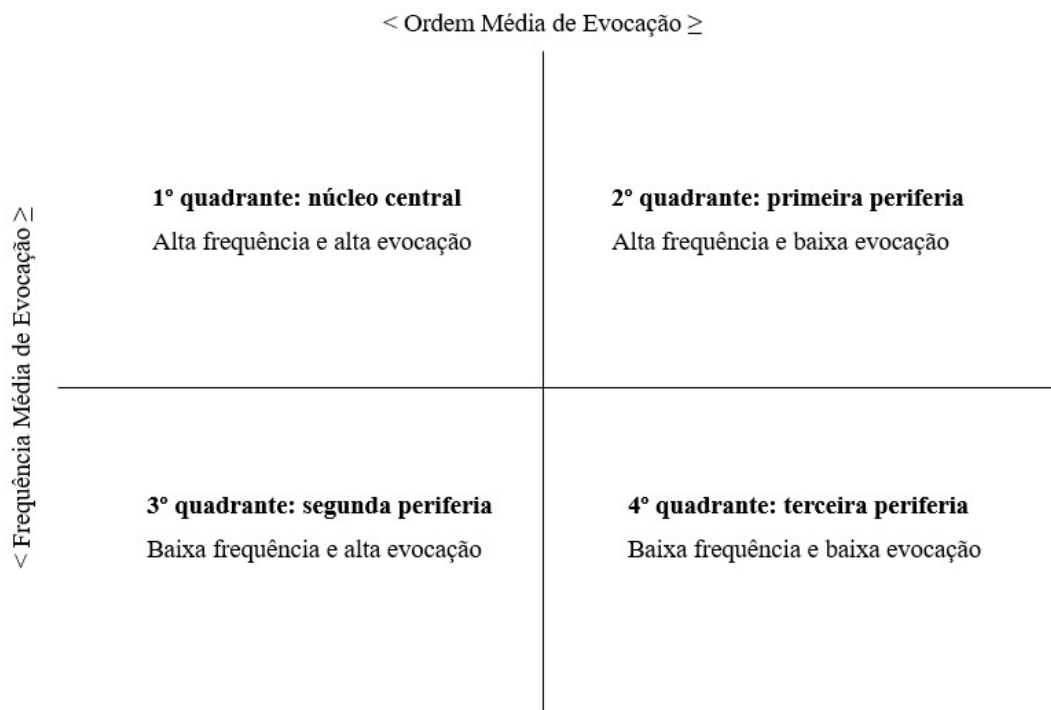 < Ordem Média de Evocação ≥
< Frequência Média de Evocação ≥
1º quadrante: núcleo central
Alta frequência e alta evocação
2º quadrante: primeira periferia
Alta frequência e baixa evocação
3º quadrante: segunda periferia
Baixa frequência e alta evocação
4º quadrante: terceira periferia
Baixa frequência e baixa evocação